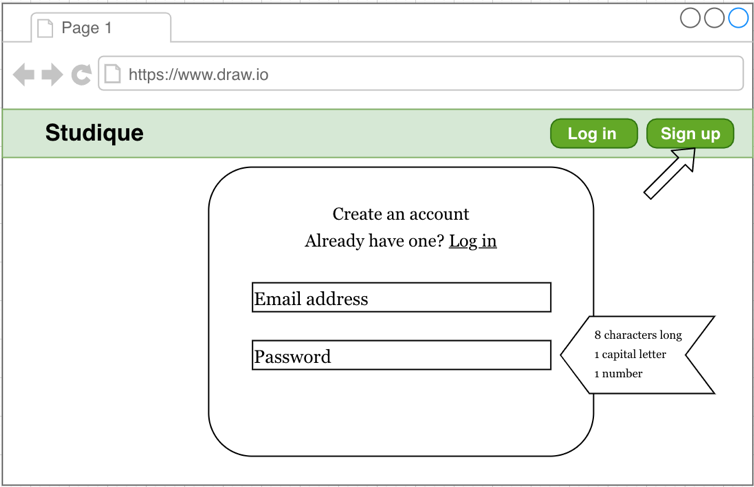 Page 1
https://www.draw.io
Studique
Log in
Sign up
Create an account
Already have one? Log in
Email address
Password
8 characters long
1 capital letter
1 number